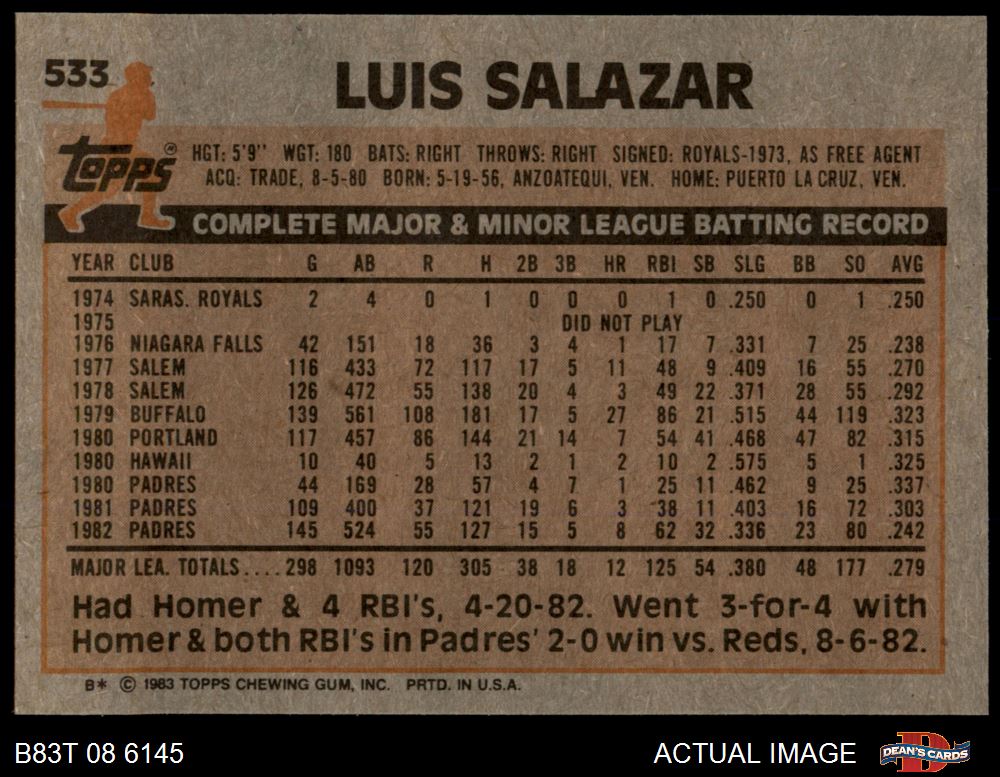 533
LUIS SALAZAR
Topps®
HGT: 5'9" WGT: 180 BATS: RIGHT THROWS: RIGHT SIGNED: ROYALS-1973, AS FREE AGENT
ACQ: TRADE, 8-5-80 BORN: 5-19-56, ANZOATEQUI, VEN. HOME: PUERTO LA CRUZ, VEN.
COMPLETE MAJOR & MINOR LEAGUE BATTING RECORD
YEAR CLUB G AB R H 2B 3B HR RBI SB SLG BB SO AVG
1974 SARAS. ROYALS 2 4 0 1 0 0 0 1 0 .250 0 1 .250
1975 DID NOT PLAY
1976 NIAGARA FALLS 42 151 18 36 3 4 1 17 7 .331 7 25 .238
1977 SALEM 116 433 72 117 17 5 11 48 9 .409 16 55 .270
1978 SALEM 126 472 55 138 20 4 3 49 22 .371 28 55 .292
1979 BUFFALO 139 561 108 181 17 5 27 86 21 .515 44 119 .323
1980 PORTLAND 117 457 86 144 21 14 7 54 41 .468 47 82 .315
1980 HAWAII 10 40 5 13 2 1 2 10 2 .575 5 1 .325
1980 PADRES 44 169 28 57 4 7 1 25 11 .462 9 25 .337
1981 PADRES 109 400 37 121 19 6 3 38 11 .403 16 72 .303
1982 PADRES 145 524 55 127 15 5 8 62 32 .336 23 80 .242
MAJOR LEA. TOTALS.... 298 1093 120 305 38 18 12 125 54 .380 48 177 .279
Had Homer & 4 RBI's, 4-20-82. Went 3-for-4 with
Homer & both RBI's in Padres' 2-0 win vs. Reds, 8-6-82.
B* © 1983 TOPPS CHEWING GUM, INC. PRTD. IN U.S.A.
B83T 08 6145 ACTUAL IMAGE
DEAN'S CARDS